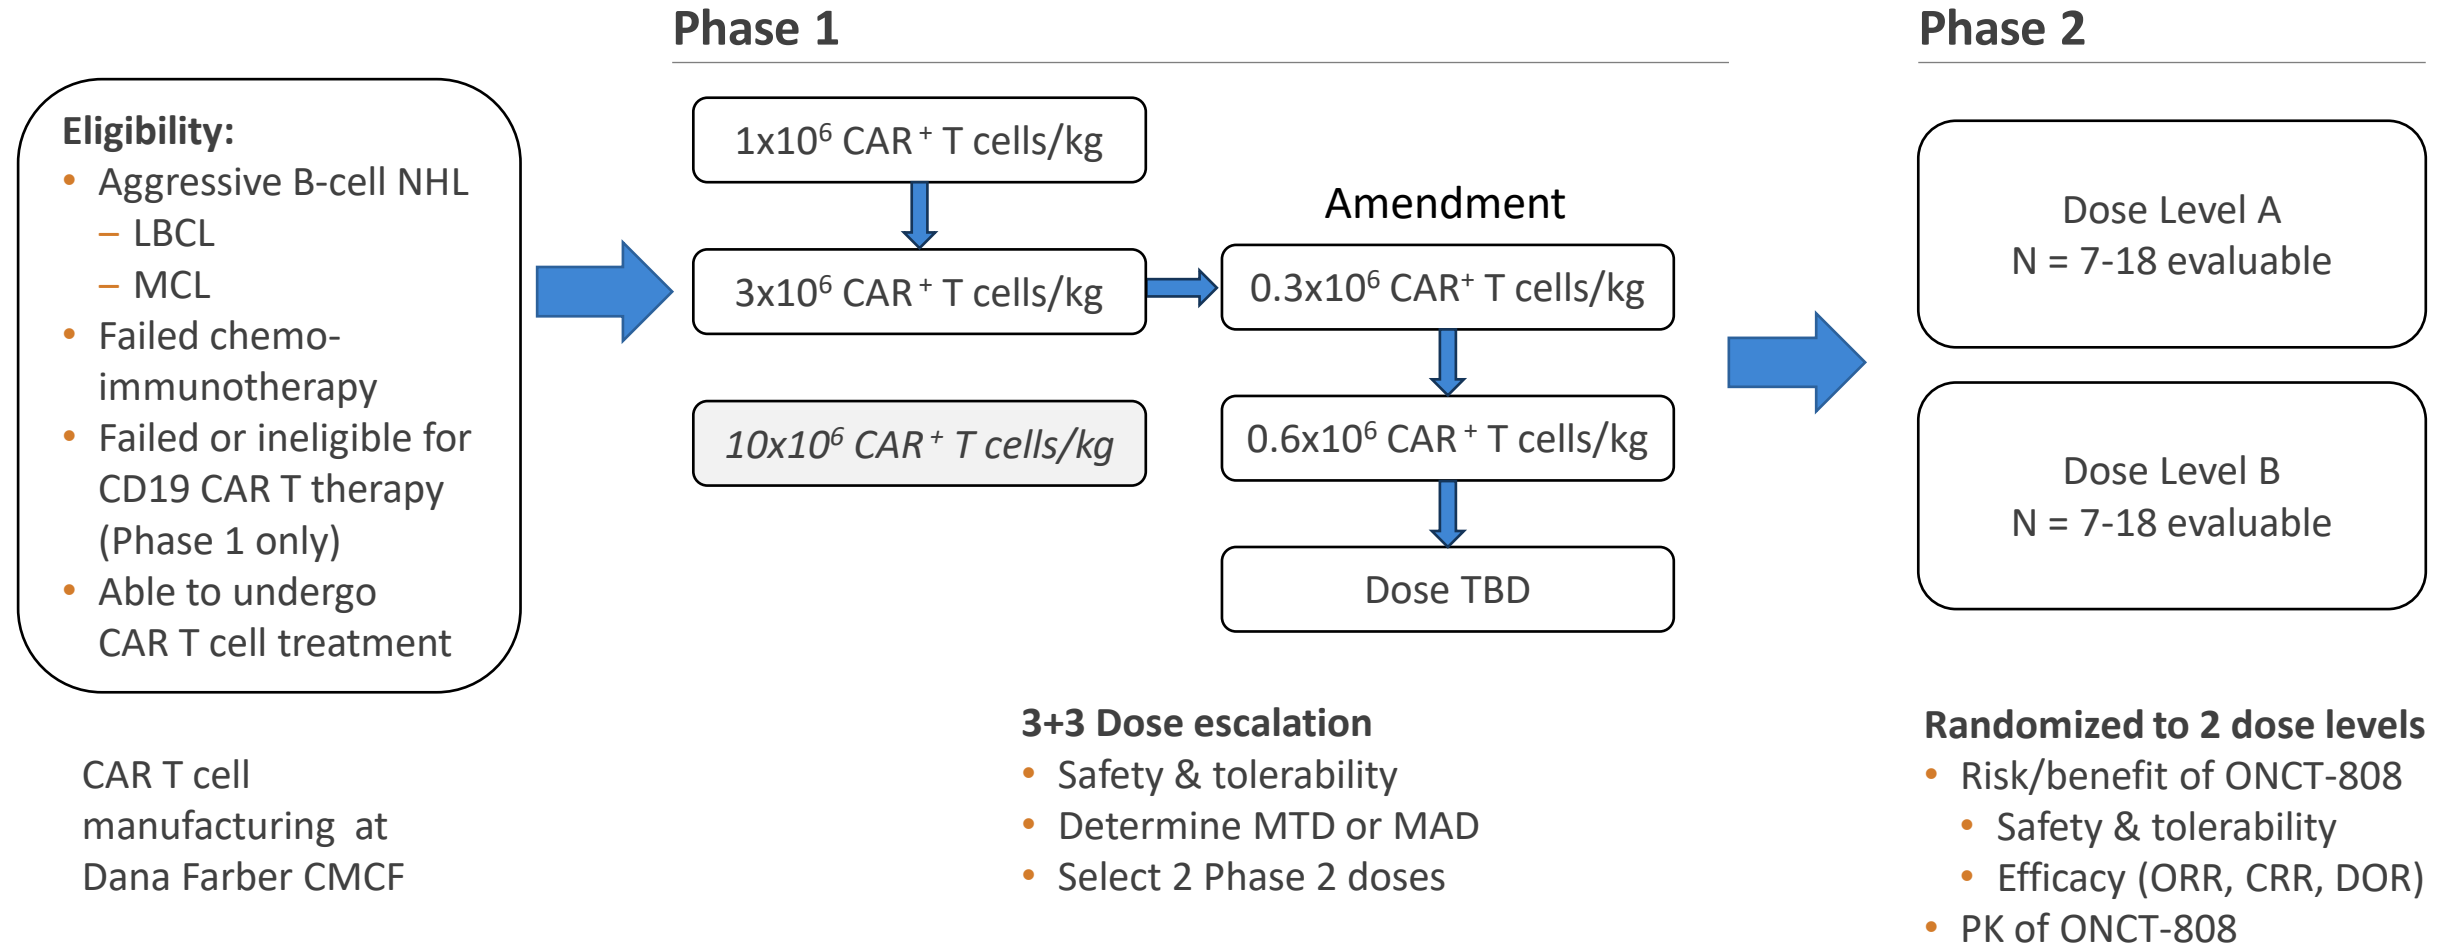 Phase 1
Phase 2
Eligibility:
• Aggressive B-cell NHL
– LBCL
– MCL
• Failed chemo-
immunotherapy
• Failed or ineligible for
CD19 CAR T therapy
(Phase 1 only)
• Able to undergo
CAR T cell treatment
CAR T cell
manufacturing at
Dana Farber CMCF
1x10⁶ CAR⁺ T cells/kg
3x10⁶ CAR⁺ T cells/kg
10x10⁶ CAR⁺ T cells/kg
Amendment
0.3x10⁶ CAR⁺ T cells/kg
0.6x10⁶ CAR⁺ T cells/kg
Dose TBD
3+3 Dose escalation
• Safety & tolerability
• Determine MTD or MAD
• Select 2 Phase 2 doses
Dose Level A
N = 7-18 evaluable
Dose Level B
N = 7-18 evaluable
Randomized to 2 dose levels
• Risk/benefit of ONCT-808
• Safety & tolerability
• Efficacy (ORR, CRR, DOR)
• PK of ONCT-808